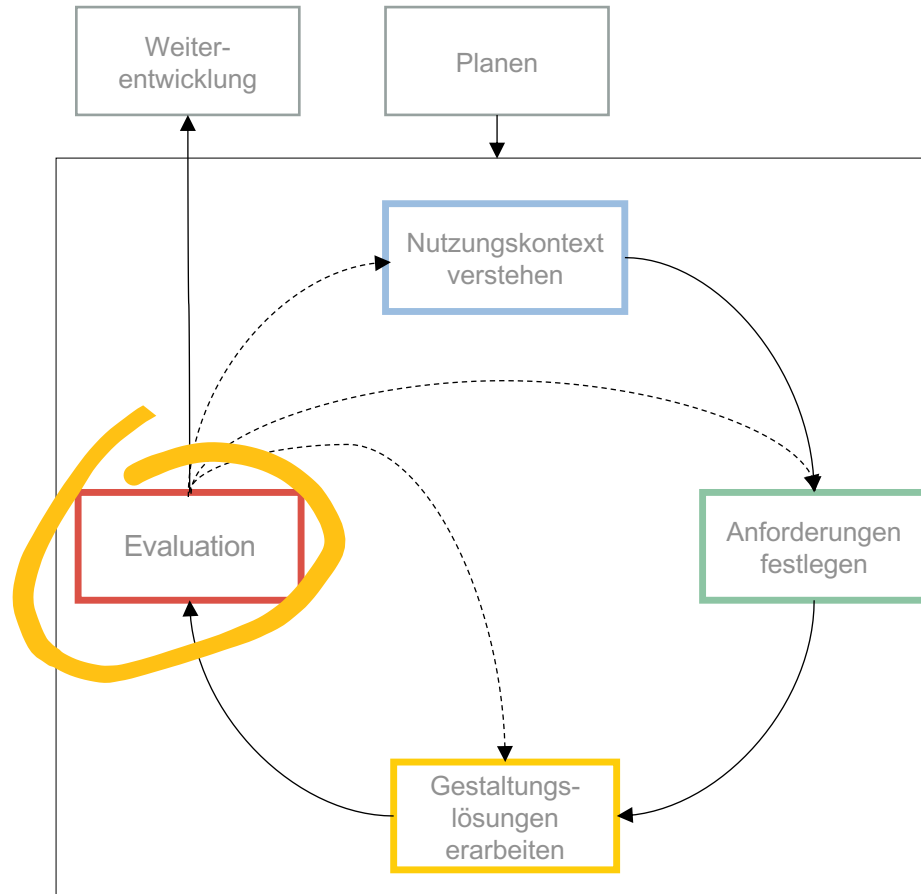 Weiter-
entwicklung
Planen
Nutzungskontext
verstehen
Evaluation
Anforderungen
festlegen
Gestaltungs-
lösungen
erarbeiten